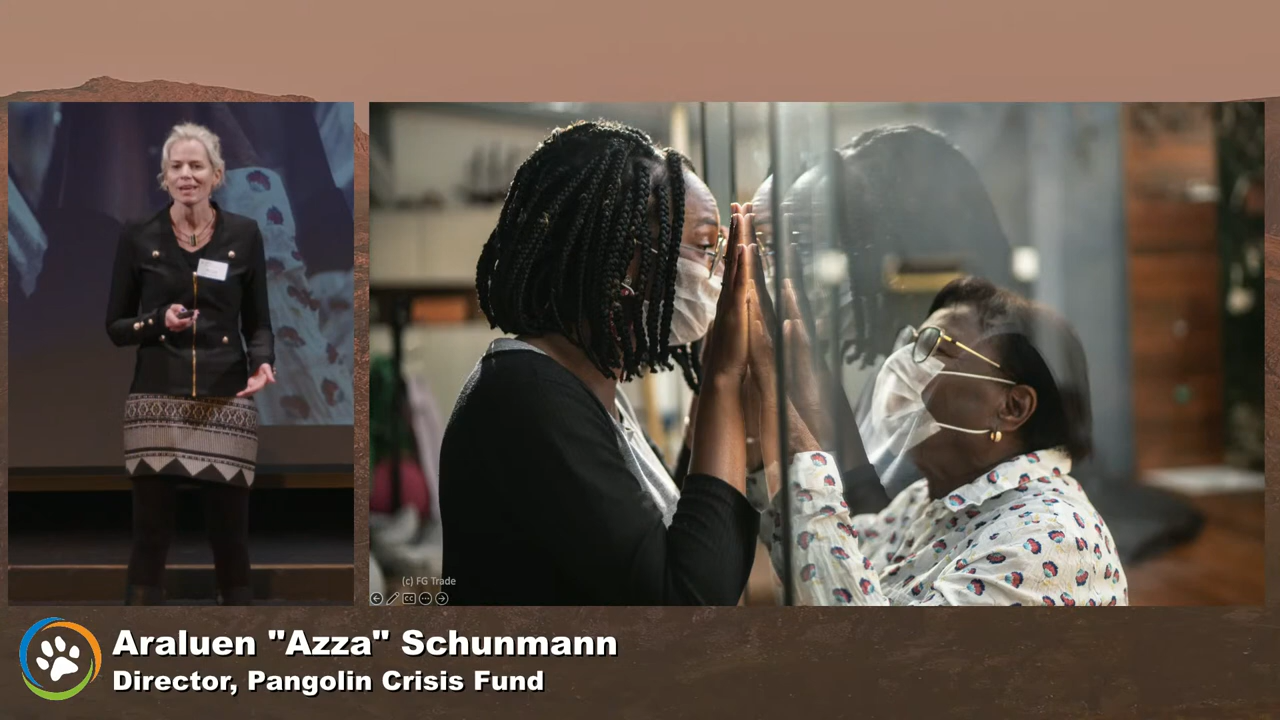 (c) FG Trade
Araluen "Azza" Schunmann
Director, Pangolin Crisis Fund